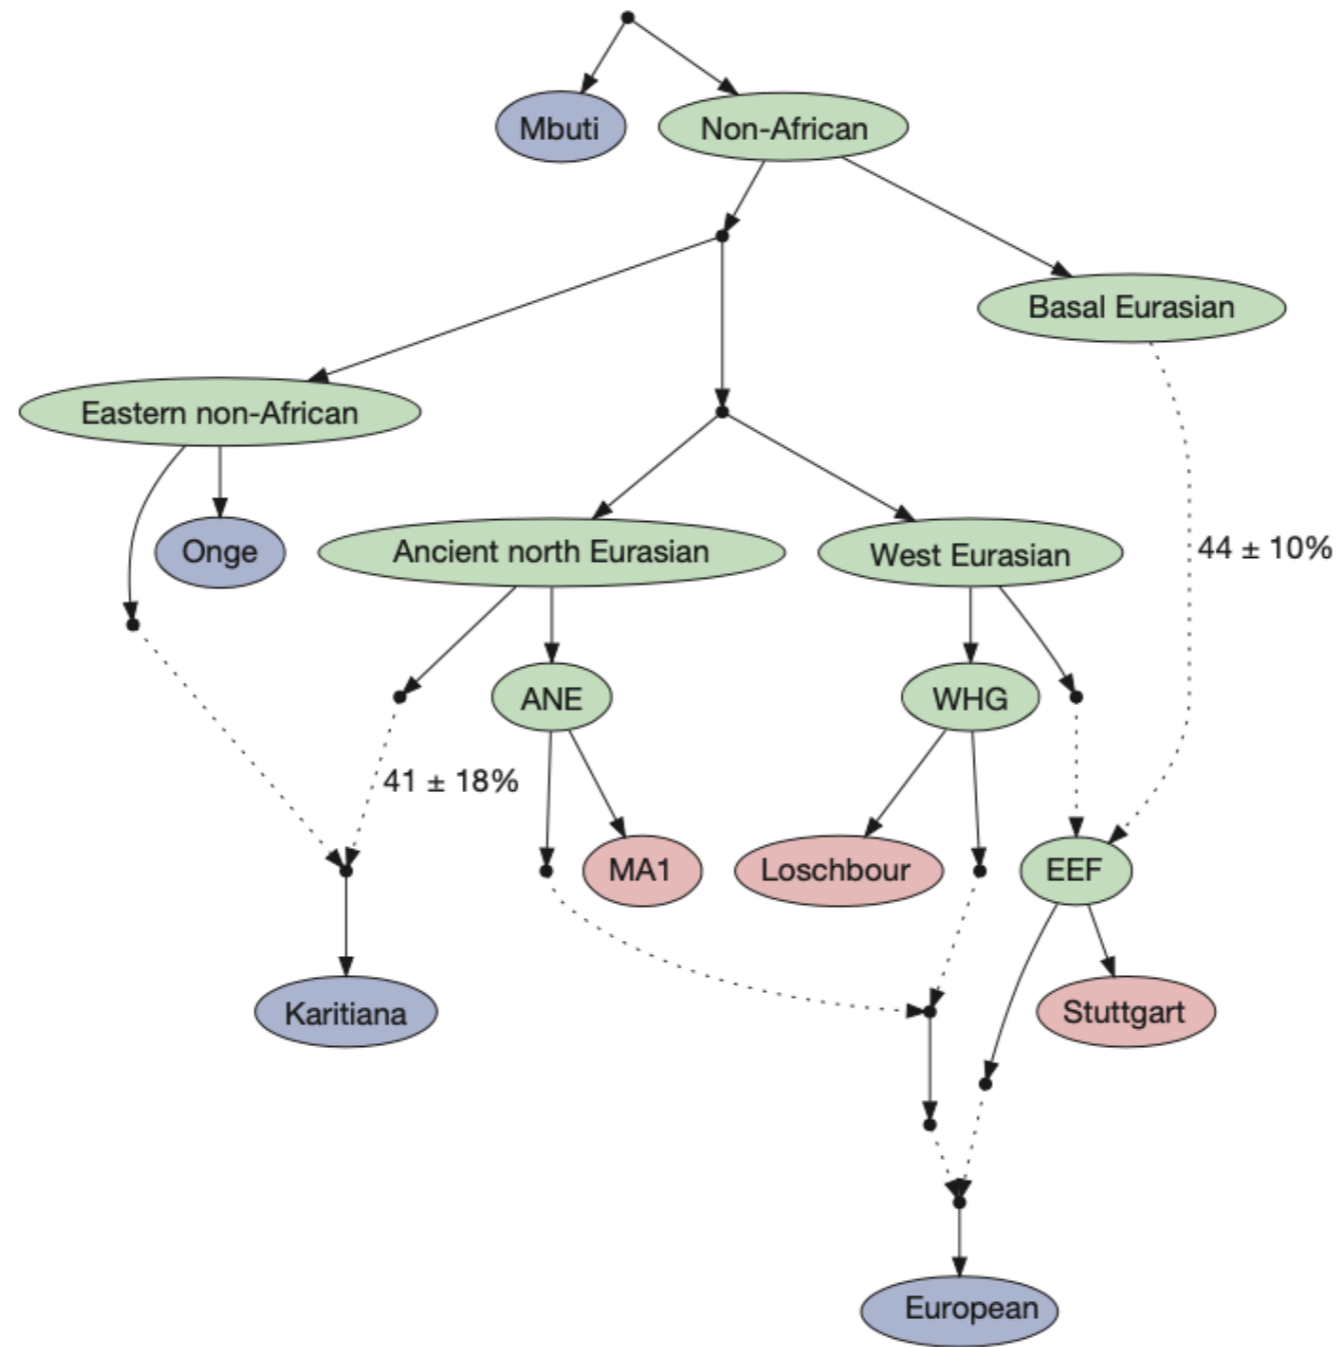 Mbuti
Non-African
Basal Eurasian
Eastern non-African
Onge
Ancient north Eurasian
West Eurasian
44 ± 10%
ANE
WHG
41 ± 18%
MA1
Loschbour
EEF
Karitiana
Stuttgart
European